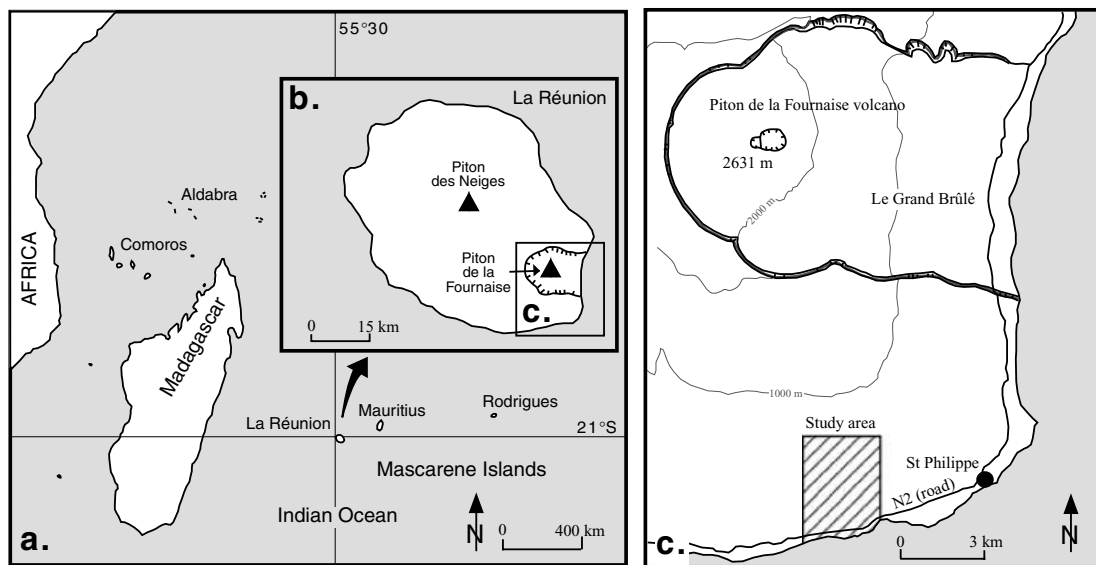 55°30
b.
La Réunion
Piton
des Neiges
Piton
de la
Fournaise
c.
0 15 km
Aldabra
Comoros
AFRICA
Madagascar
La Réunion
Mauritius
Rodrigues
21°S
Mascarene Islands
Indian Ocean
N
0 400 km
a.
Piton de la Fournaise volcano
2631 m
2000 m
Le Grand Brûlé
1000 m
Study area
St Philippe
N2 (road)
N
0 3 km
c.